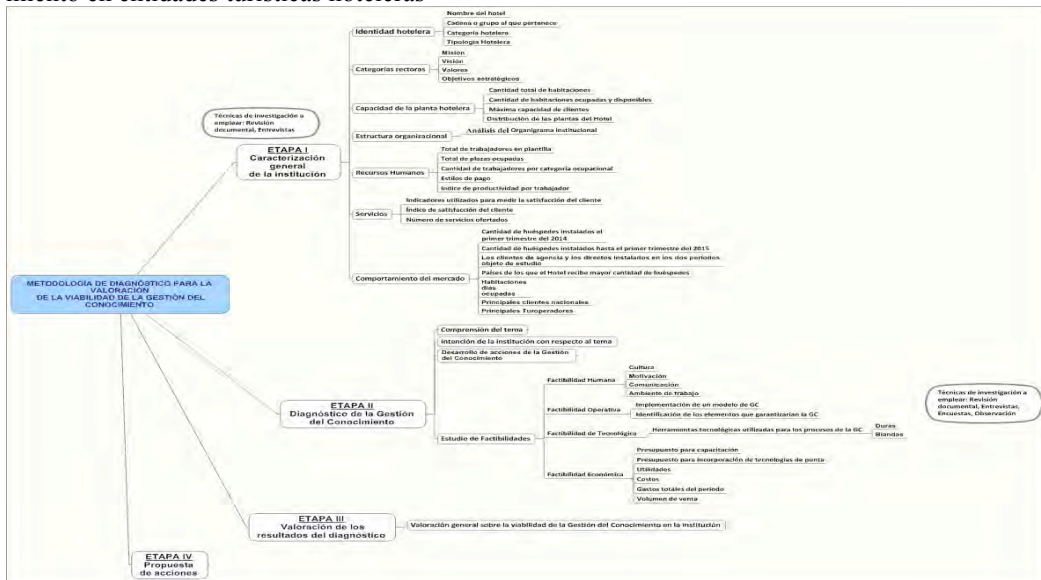 miento en entidades turísticas hoteleras
METODOLOGÍA DE DIAGNÓSTICO PARA LA
VALORACIÓN
DE LA VIABILIDAD DE LA GESTIÓN DEL
CONOCIMIENTO
Técnicas de investigación a
emplear: Revisión
documental, Entrevistas
ETAPA I
Caracterización
general
de la institución
Identidad hotelera
Nombre del hotel
Cadena o grupo al que pertenece
Categoría hotelera
Tipología Hotelera
Categorías rectoras
Misión
Visión
Valores
Objetivos estratégicos
Capacidad de la planta hotelera
Cantidad total de habitaciones
Cantidad de habitaciones ocupadas y disponibles
Máxima capacidad de clientes
Distribución de las plantas del Hotel
Estructura organizacional
Análisis del Organigrama institucional
Recursos Humanos
Total de trabajadores en plantilla
Total de plazas ocupadas
Cantidad de trabajadores por categoría ocupacional
Estilos de pago
Índice de productividad por trabajador
Servicios
Indicadores utilizados para medir la satisfacción del cliente
Índice de satisfacción del cliente
Número de servicios ofertados
Comportamiento del mercado
Cantidad de huéspedes instalados el
primer trimestre del 2014
Cantidad de huéspedes instalados hasta el primer trimestre del 2015
Los clientes de agencia y los directos instalados en los dos períodos
objeto de estudio
Países de los que el Hotel recibe mayor cantidad de huéspedes
Habitaciones
días
ocupadas
Principales clientes nacionales
Principales Turoperadores
ETAPA II
Diagnóstico de la Gestión
del Conocimiento
Comprensión del tema
Intención de la institución con respecto al tema
Desarrollo de acciones de la Gestión
del Conocimiento
Estudio de Factibilidades
Factibilidad Humana
Cultura
Motivación
Comunicación
Ambiente de trabajo
Factibilidad Operativa
Implementación de un modelo de GC
Identificación de los elementos que garantizarían la GC
Factibilidad de Tecnológica
Herramientas tecnológicas utilizadas para los procesos de la GC
Duras
Blandas
Factibilidad Económica
Presupuesto para capacitación
Presupuesto para incorporación de tecnologías de punta
Utilidades
Costos
Gastos totales del período
Volumen de venta
Técnicas de investigación a
emplear: Revisión
documental, Entrevistas,
Encuestas, Observación
ETAPA III
Valoración de los
resultados del diagnóstico
Valoración general sobre la viabilidad de la Gestión del Conocimiento en la institución
ETAPA IV
Propuesta
de acciones